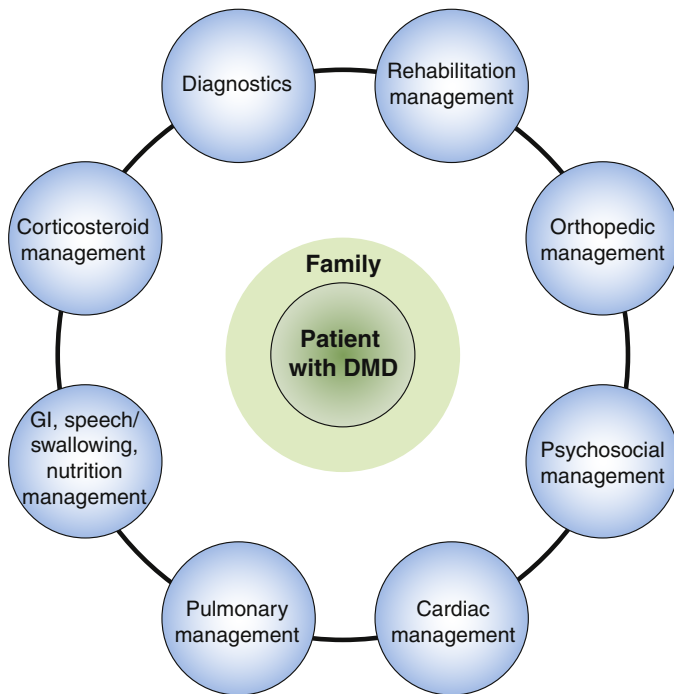 Diagnostics
Rehabilitation
management
Corticosteroid
management
Orthopedic
management
Family
Patient
with DMD
GI, speech/
swallowing,
nutrition
management
Psychosocial
management
Pulmonary
management
Cardiac
management